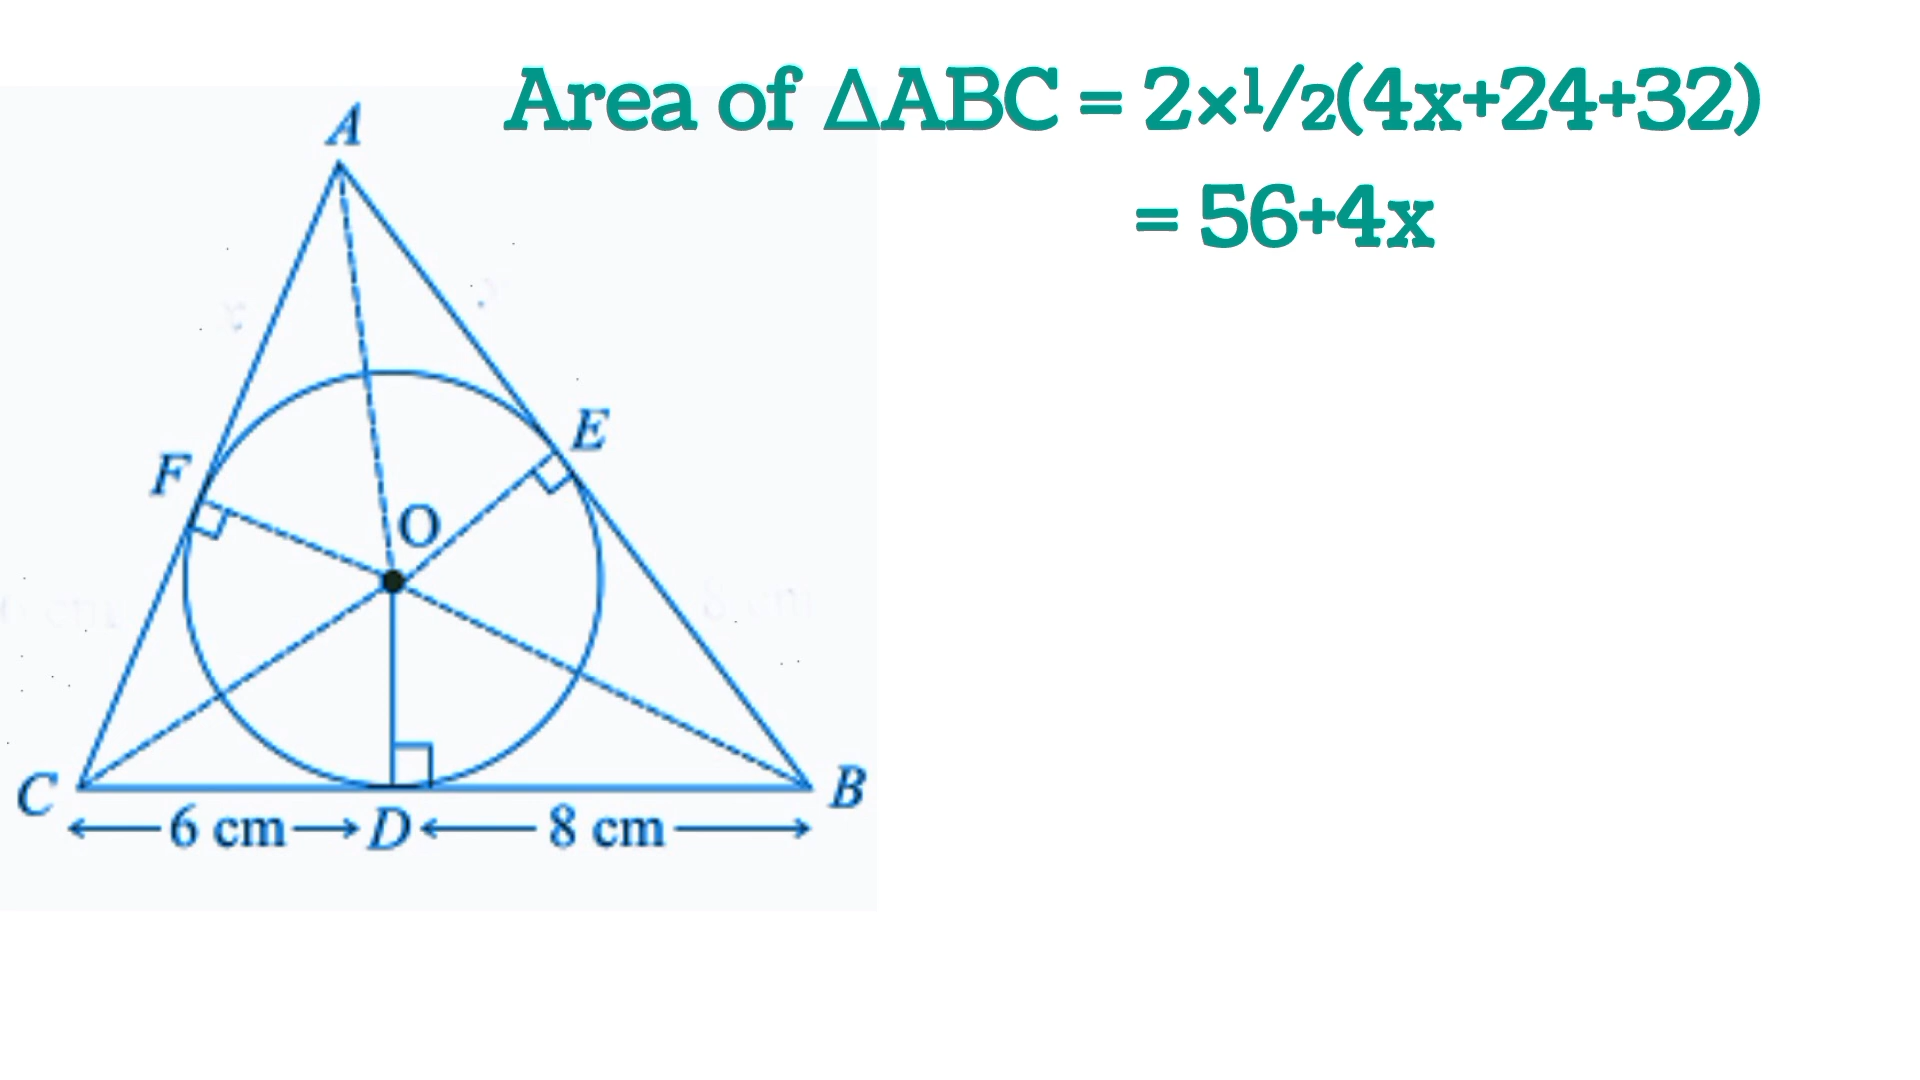 Area of ΔABC = 2×½(4x+24+32)
= 56+4x
A
E
F
O
C
B
6 cm D 8 cm